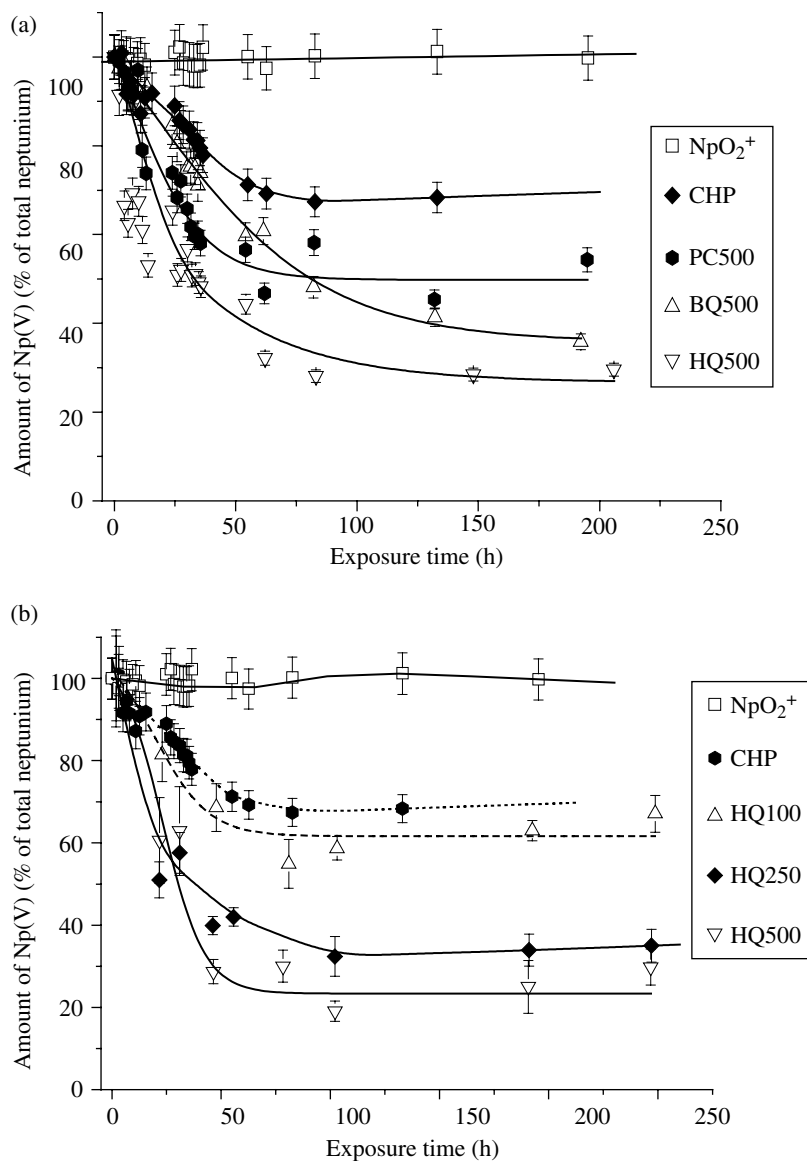 (a)
100
80
60
40
20
0
Amount of Np(V) (% of total neptunium)
0 50 100 150 200 250
Exposure time (h)
NpO₂⁺
CHP
PC500
BQ500
HQ500
(b)
100
80
60
40
20
0
Amount of Np(V) (% of total neptunium)
0 50 100 150 200 250
Exposure time (h)
NpO₂⁺
CHP
HQ100
HQ250
HQ500